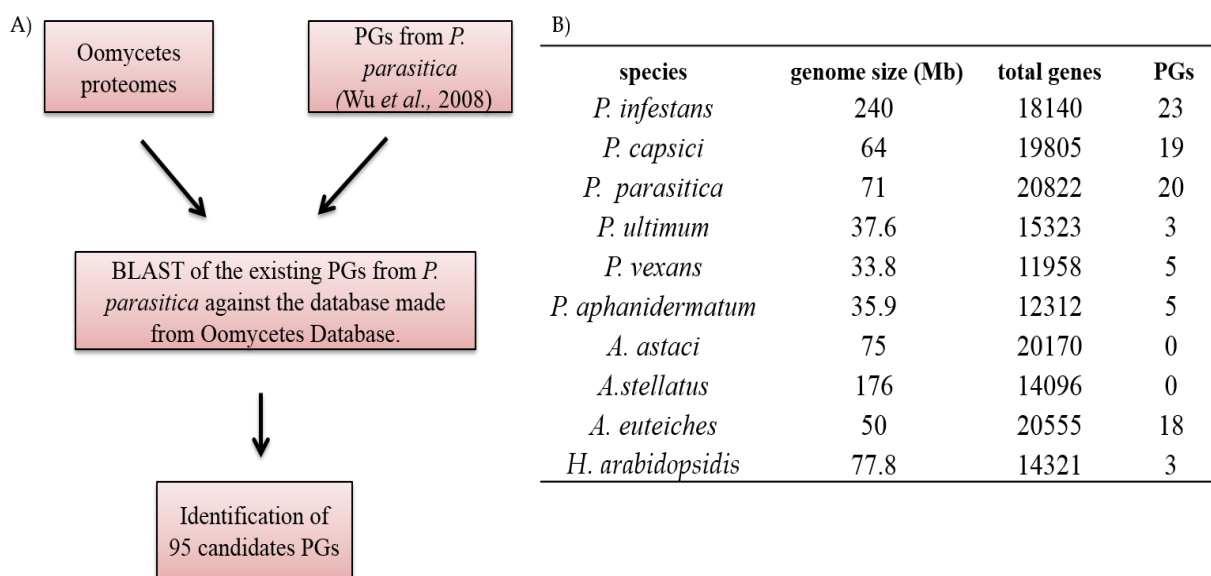 A)
Oomycetes
proteomes
PGs from P.
parasitica
(Wu et al., 2008)
BLAST of the existing PGs from P.
parasitica against the database made
from Oomycetes Database.
Identification of
95 candidates PGs
B)
species genome size (Mb) total genes PGs
P. infestans 240 18140 23
P. capsici 64 19805 19
P. parasitica 71 20822 20
P. ultimum 37.6 15323 3
P. vexans 33.8 11958 5
P. aphanidermatum 35.9 12312 5
A. astaci 75 20170 0
A.stellatus 176 14096 0
A. euteiches 50 20555 18
H. arabidopsidis 77.8 14321 3